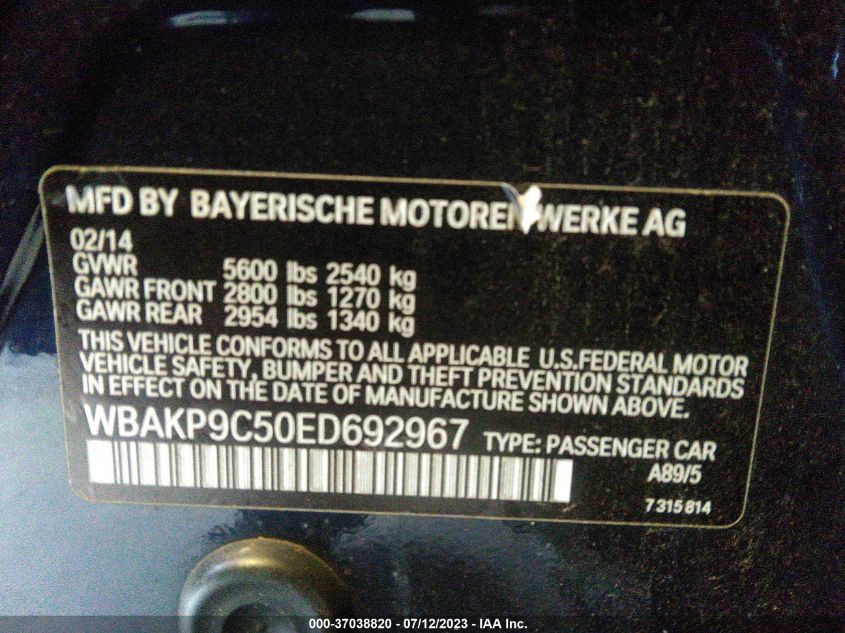 MFD BY BAYERISCHE MOTOREN WERKE AG
02/14
GVWR 5600 lbs 2540 kg
GAWR FRONT 2800 lbs 1270 kg
GAWR REAR 2954 lbs 1340 kg
THIS VEHICLE CONFORMS TO ALL APPLICABLE U.S.FEDERAL MOTOR
VEHICLE SAFETY, BUMPER AND THEFT PREVENTION STANDARDS
IN EFFECT ON THE DATE OF MANUFACTURE SHOWN ABOVE.
WBAKP9C50ED692967 TYPE: PASSENGER CAR
A89/5
7315814
000-37038820 - 07/12/2023 - IAA Inc.